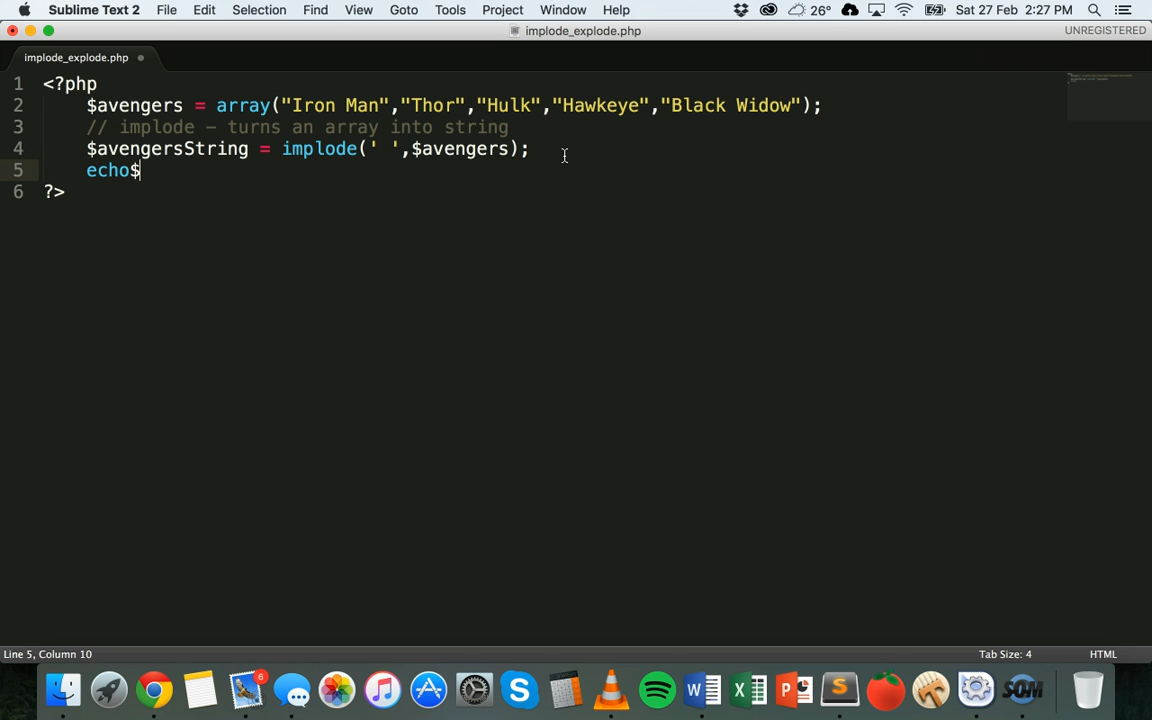 Sublime Text 2 File Edit Selection Find View Goto Tools Project Window Help 26° Sat 27 Feb 2:27 PM
implode_explode.php UNREGISTERED
implode_explode.php
1 <?php
2 $avengers = array("Iron Man","Thor","Hulk","Hawkeye","Black Widow");
3 // implode – turns an array into string
4 $avengersString = implode(' ',$avengers);
5 echo$
6 ?>
Line 5, Column 10 Tab Size: 4 HTML
6
SOM